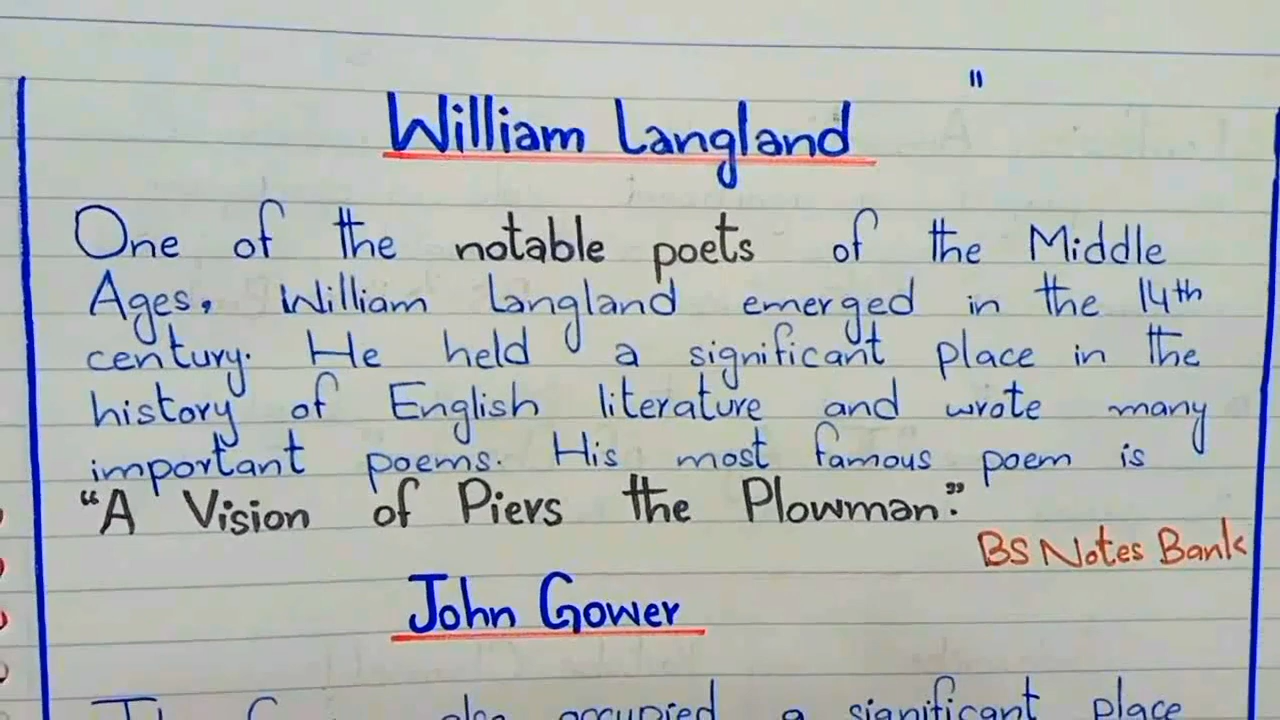 "
William Langland
One of the notable poets of the Middle
Ages, William Langland emerged in the 14th
century. He held a significant place in the
history of English literature and wrote many
important poems. His most famous poem is
"A Vision of Piers the Plowman."
BS Notes Bank
John Gower
also occupied a significant place